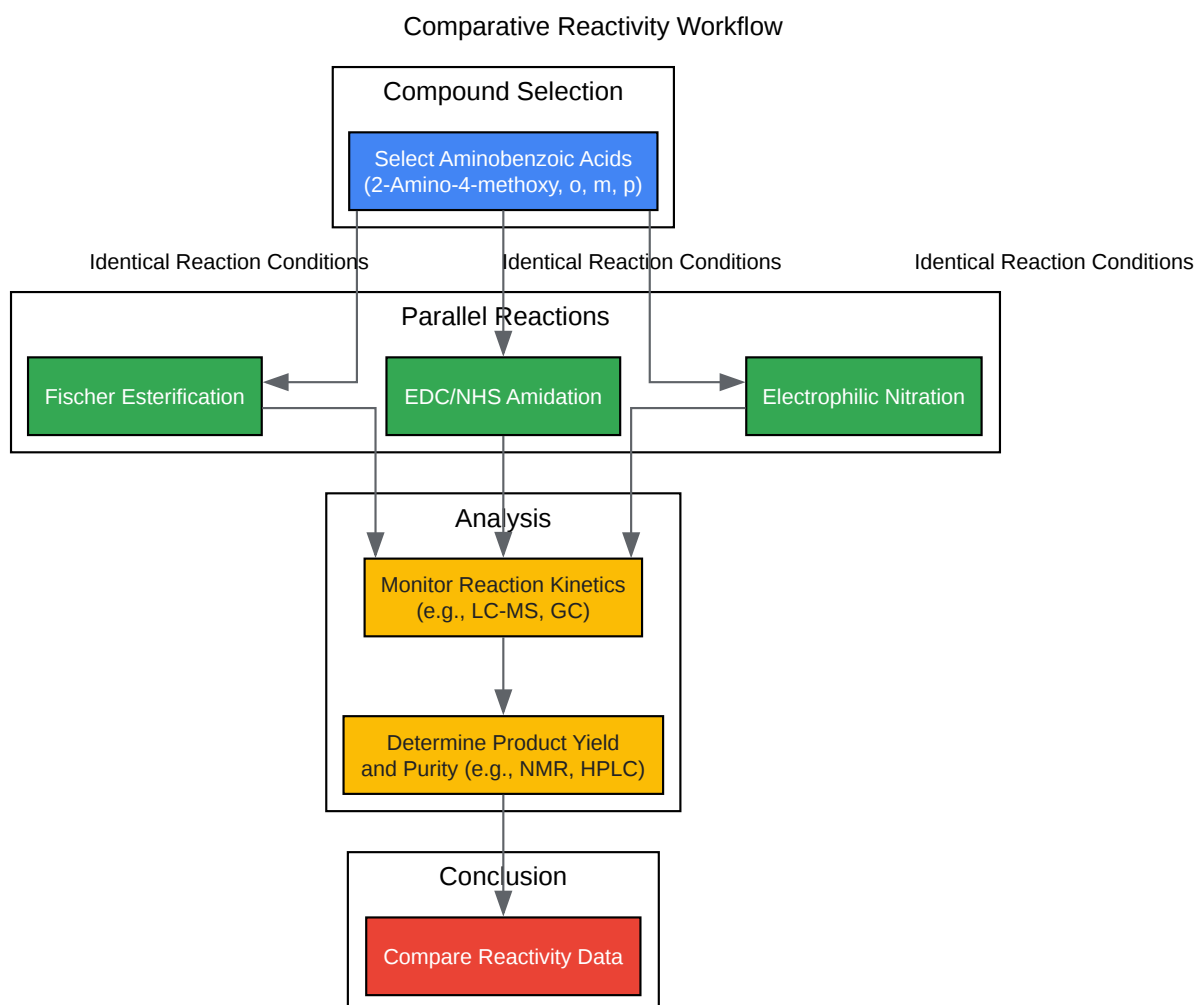 Comparative Reactivity Workflow
Compound Selection
Select Aminobenzoic Acids
(2-Amino-4-methoxy, o, m, p)
Identical Reaction Conditions
Identical Reaction Conditions
Identical Reaction Conditions
Parallel Reactions
Fischer Esterification
EDC/NHS Amidation
Electrophilic Nitration
Analysis
Monitor Reaction Kinetics
(e.g., LC-MS, GC)
Determine Product Yield
and Purity (e.g., NMR, HPLC)
Conclusion
Compare Reactivity Data